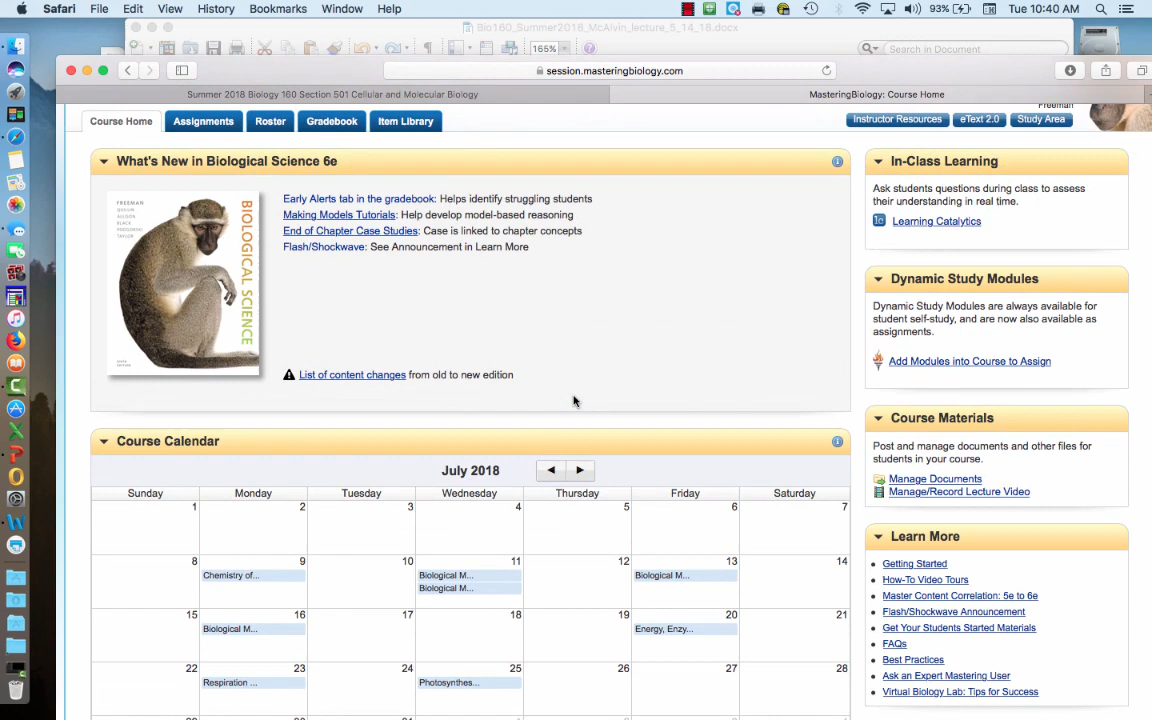 Safari File Edit View History Bookmarks Window Help 93% Tue 10:40 AM
Bio160_Summer2018_McAlvin_lecture_5_14_18.docx
165% Search in Document
session.masteringbiology.com
Summer 2018 Biology 160 Section 501 Cellular and Molecular Biology MasteringBiology: Course Home
Freeman
Course Home Assignments Roster Gradebook Item Library Instructor Resources eText 2.0 Study Area
What's New in Biological Science 6e
FREEMAN
QUILLIN
ALLISON
BLACK
PODGORSKI
TAYLOR
BIOLOGICAL SCIENCE
Early Alerts tab in the gradebook: Helps identify struggling students
Making Models Tutorials: Help develop model-based reasoning
End of Chapter Case Studies: Case is linked to chapter concepts
Flash/Shockwave: See Announcement in Learn More
List of content changes from old to new edition
Course Calendar
July 2018
Sunday Monday Tuesday Wednesday Thursday Friday Saturday
1 2 3 4 5 6 7
8 9 10 11 12 13 14
Chemistry of... Biological M... Biological M...
Biological M...
15 16 17 18 19 20 21
Biological M... Energy, Enzy...
22 23 24 25 26 27 28
Respiration ... Photosynthes...
In-Class Learning
Ask students questions during class to assess
their understanding in real time.
Learning Catalytics
Dynamic Study Modules
Dynamic Study Modules are always available for
student self-study, and are now also available as
assignments.
Add Modules into Course to Assign
Course Materials
Post and manage documents and other files for
students in your course.
Manage Documents
Manage/Record Lecture Video
Learn More
Getting Started
How-To Video Tours
Master Content Correlation: 5e to 6e
Flash/Shockwave Announcement
Get Your Students Started Materials
FAQs
Best Practices
Ask an Expert Mastering User
Virtual Biology Lab: Tips for Success